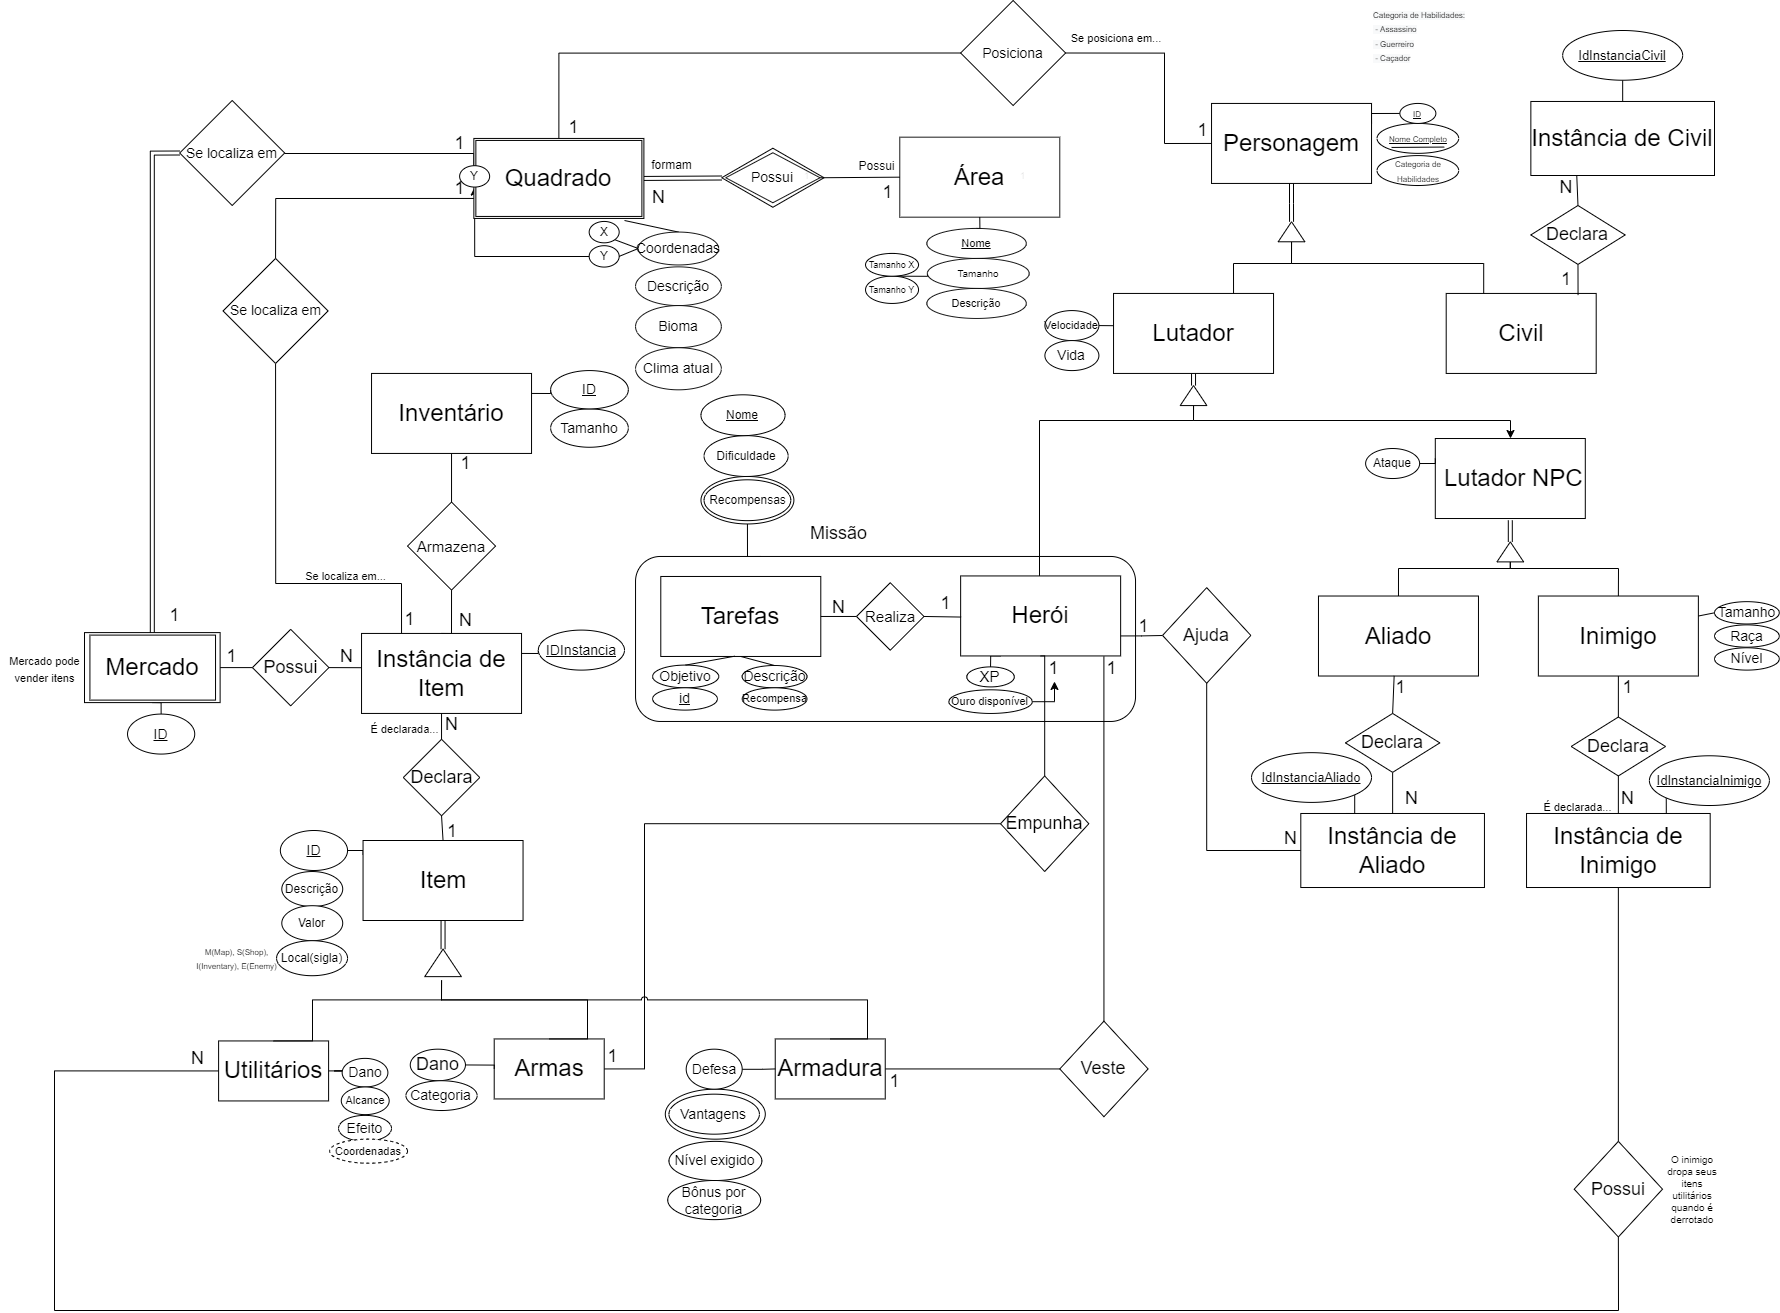 Categoria de Habilidades:
- Assassino
- Guerreiro
- Caçador
IdInstanciaCivil
Posiciona
Se posiciona em...
1
1
Personagem
ID
Nome Completo
Categoria de
Habilidades
Instância de Civil
N
Declara
1
Se localiza em
1
Y
1
Quadrado
formam
N
Possui
Possui
1
Área
1
X
Y
Coordenadas
Descrição
Bioma
Clima atual
Nome
Tamanho X
Tamanho Y
Tamanho
Descrição
Se localiza em
Velocidade
Vida
Lutador
Civil
Inventário
ID
Tamanho
1
Armazena
N
Nome
Dificuldade
Recompensas
Missão
Ataque
Lutador NPC
Se localiza em...
1
Tarefas
N
Realiza
1
Herói
1
Ajuda
Aliado
Inimigo
Tamanho
Raça
Nível
Objetivo
id
Descrição
Recompensa
XP
Ouro disponível
1
1
Mercado pode
vender itens
1
Mercado
1
Possui
N
Instância de
Item
IDInstancia
ID
É declarada...
N
Declara
1
1
Declara
N
1
Declara
É declarada...
N
IdInstanciaAliado
IdInstanciaInimigo
Empunha
N
Instância de
Aliado
Instância de
Inimigo
ID
Descrição
Valor
Local(sigla)
M(Map), S(Shop),
I(Inventary), E(Enemy)
Item
N
Utilitários
Dano
Alcance
Efeito
Coordenadas
Dano
Categoria
Armas
1
Defesa
Vantagens
Nível exigido
Bônus por
categoria
Armadura
1
Veste
Possui
O inimigo
dropa seus
itens
utilitários
quando é
derrotado